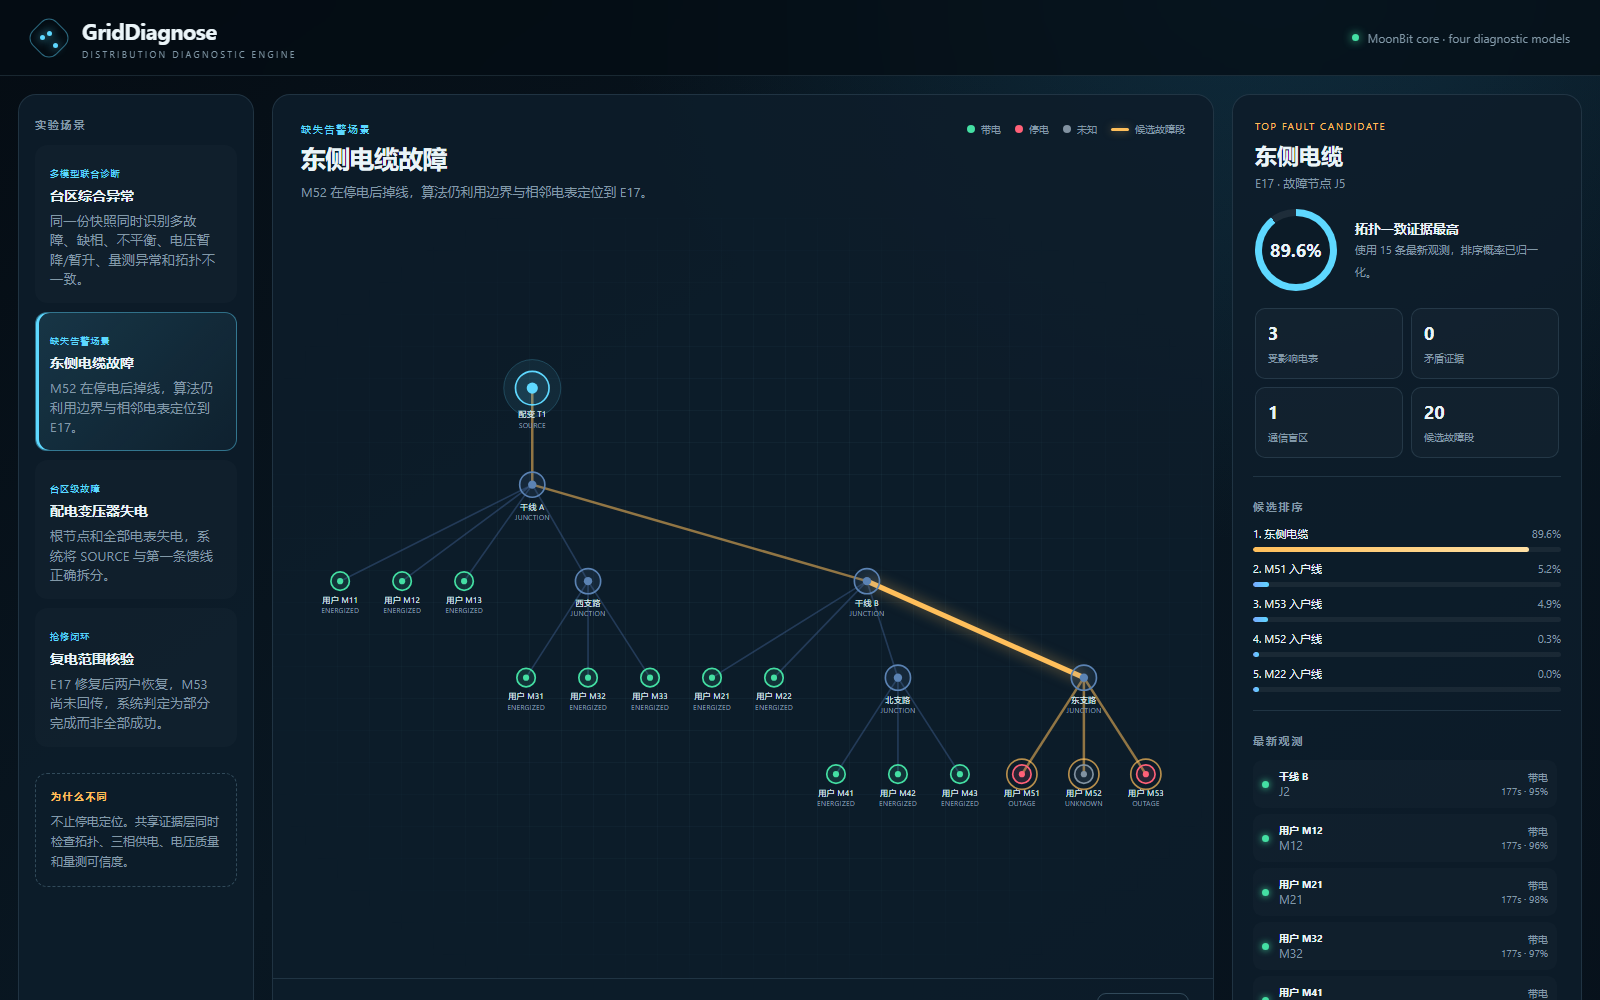 GridDiagnose
DISTRIBUTION DIAGNOSTIC ENGINE
MoonBit core · four diagnostic models
实验场景
多模型联合诊断
台区综合异常
同一份快照同时识别多故
障、缺相、不平衡、电压暂
降/暂升、量测异常和拓扑不
一致。
缺失告警场景
东侧电缆故障
M52 在停电后掉线，算法仍
利用边界与相邻电表定位到
E17。
台区级故障
配电变压器失电
根节点和全部电表失电，系
统将 SOURCE 与第一条馈线
正确拆分。
抢修闭环
复电范围核验
E17 修复后两户恢复，M53
尚未回传，系统判定为部分
完成而非全部成功。
为什么不同
不止停电定位。共享证据层同时
检查拓扑、三相供电、电压质量
和量测可信度。
缺失告警场景
东侧电缆故障
M52 在停电后掉线，算法仍利用边界与相邻电表定位到 E17。
带电
停电
未知
候选故障段
配变 T1
SOURCE
干线 A
JUNCTION
用户 M11
ENERGIZED
用户 M12
ENERGIZED
用户 M13
ENERGIZED
西支路
JUNCTION
干线 B
JUNCTION
用户 M31
ENERGIZED
用户 M32
ENERGIZED
用户 M33
ENERGIZED
用户 M21
ENERGIZED
用户 M22
ENERGIZED
北支路
JUNCTION
东支路
JUNCTION
用户 M41
ENERGIZED
用户 M42
ENERGIZED
用户 M43
ENERGIZED
用户 M51
OUTAGE
用户 M52
UNKNOWN
用户 M53
OUTAGE
TOP FAULT CANDIDATE
东侧电缆
E17 · 故障节点 J5
89.6%
拓扑一致证据最高
使用 15 条最新观测，排序概率已归一
化。
3
受影响电表
0
矛盾证据
1
通信盲区
20
候选故障段
候选排序
1. 东侧电缆 89.6%
2. M51 入户线 5.2%
3. M53 入户线 4.9%
4. M52 入户线 0.3%
5. M22 入户线 0.0%
最新观测
干线 B 带电
J2 177s · 95%
用户 M12 带电
M12 177s · 96%
用户 M21 带电
M21 177s · 98%
用户 M32 带电
M32 177s · 97%
用户 M41 带电